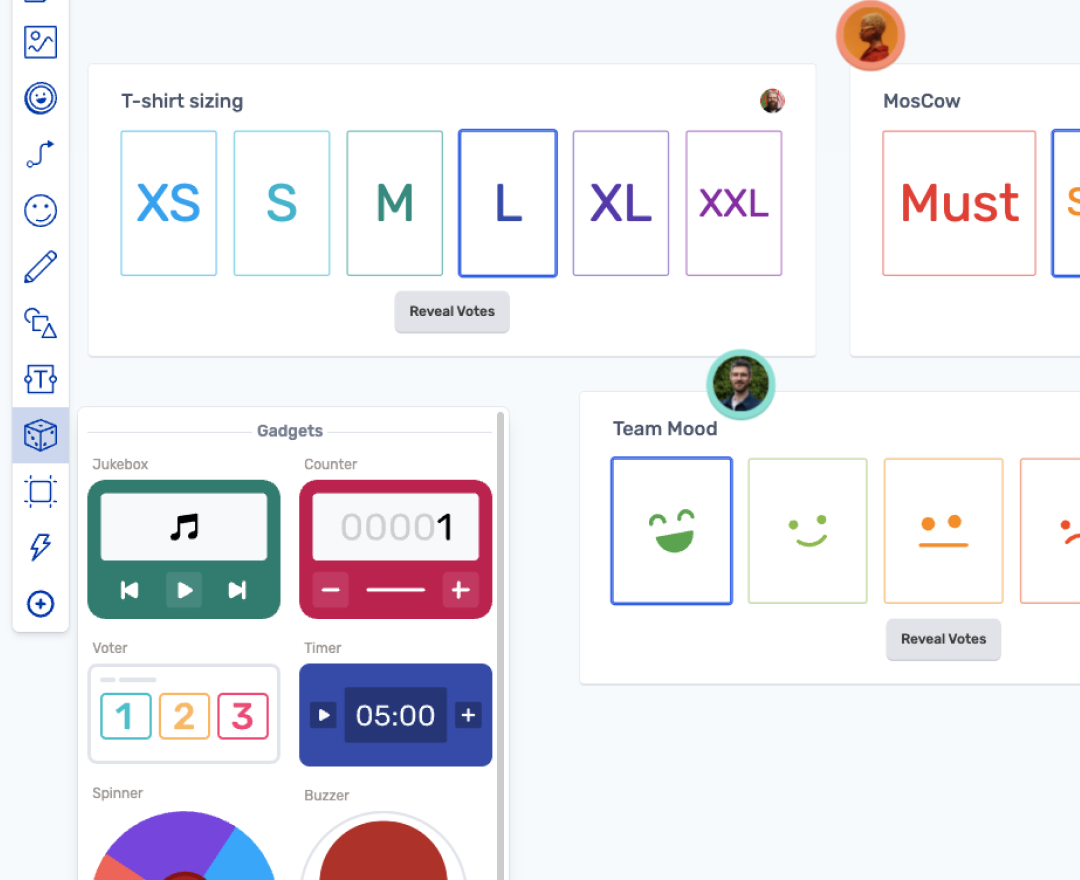 T-shirt sizing
XS S M L XL XXL
Reveal Votes
MosCow
Must S
Team Mood
Reveal Votes
Gadgets
Jukebox
Counter
00001
Voter
1 2 3
Timer
05:00
Spinner
Buzzer
T